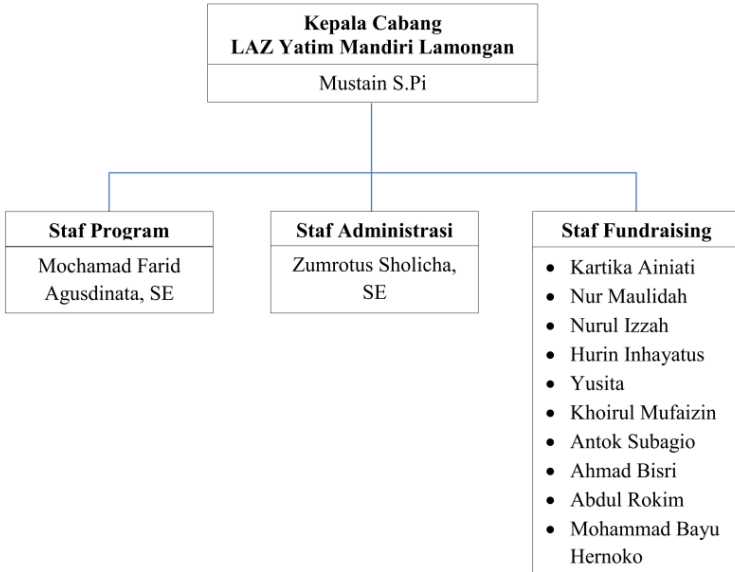 Kepala Cabang
LAZ Yatim Mandiri Lamongan
Mustain S.Pi
Staf Program
Mochamad Farid
Agusdinata, SE
Staf Administrasi
Zumrotus Sholicha,
SE
Staf Fundraising
• Kartika Ainiati
• Nur Maulidah
• Nurul Izzah
• Hurin Inhayatus
• Yusita
• Khoirul Mufaizin
• Antok Subagio
• Ahmad Bisri
• Abdul Rokim
• Mohammad Bayu
Hernoko